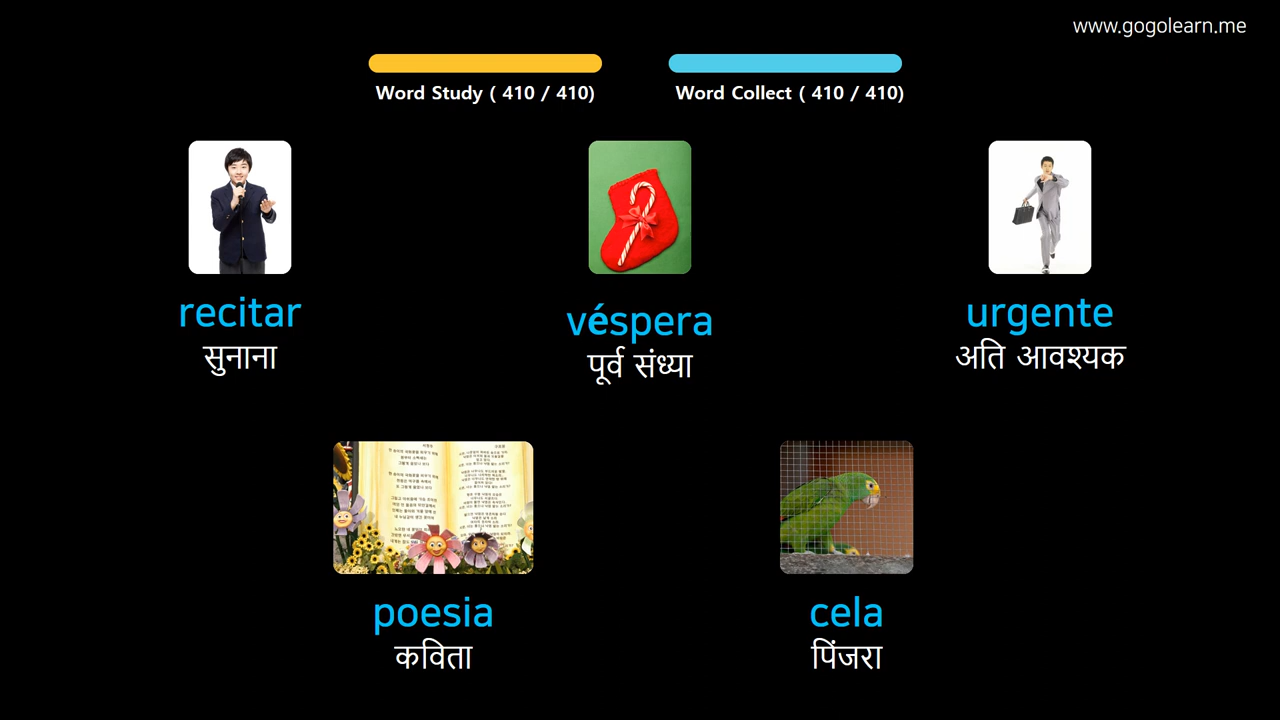 www.gogolearn.me
Word Study ( 410 / 410)
Word Collect ( 410 / 410)
recitar
सुनाना
véspera
पूर्व संध्या
urgente
अति आवश्यक
poesia
कविता
cela
पिंजरा